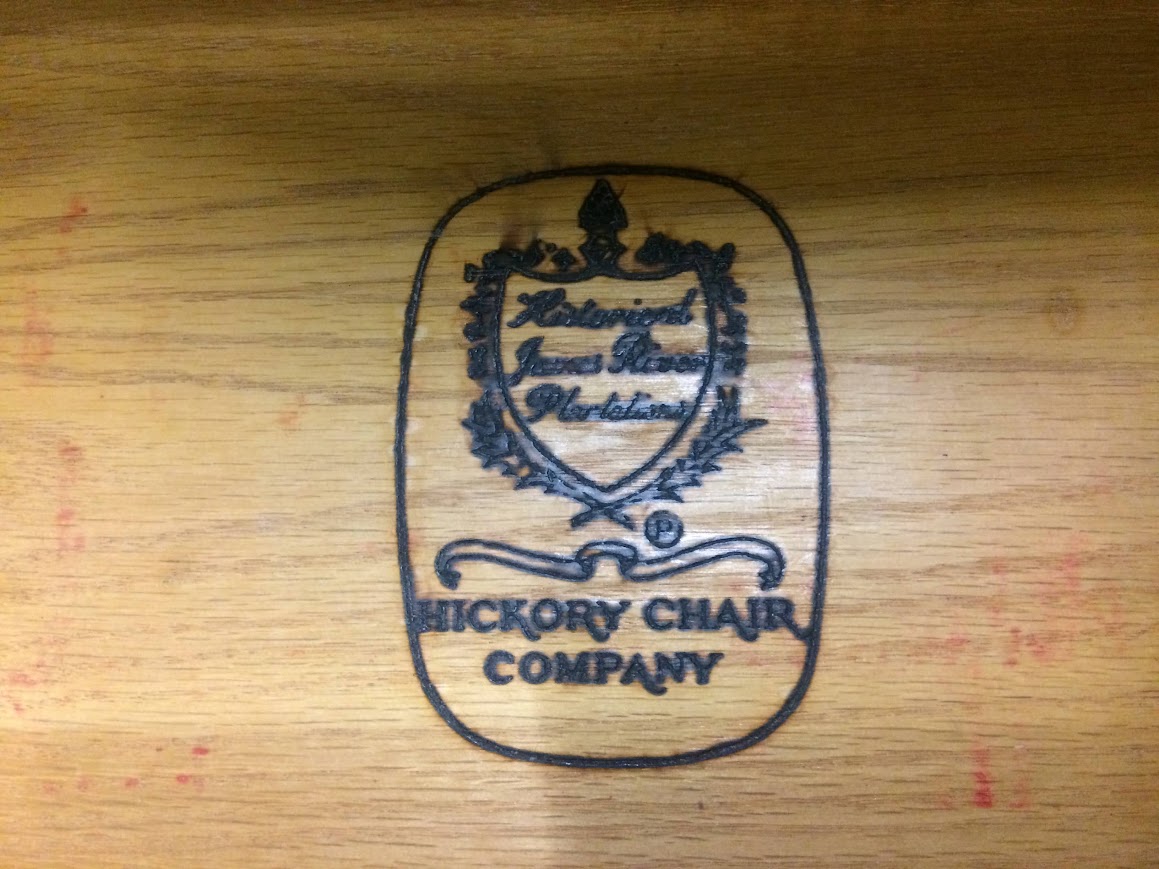 Historical
James River
Plantations
P
HICKORY CHAIR
COMPANY